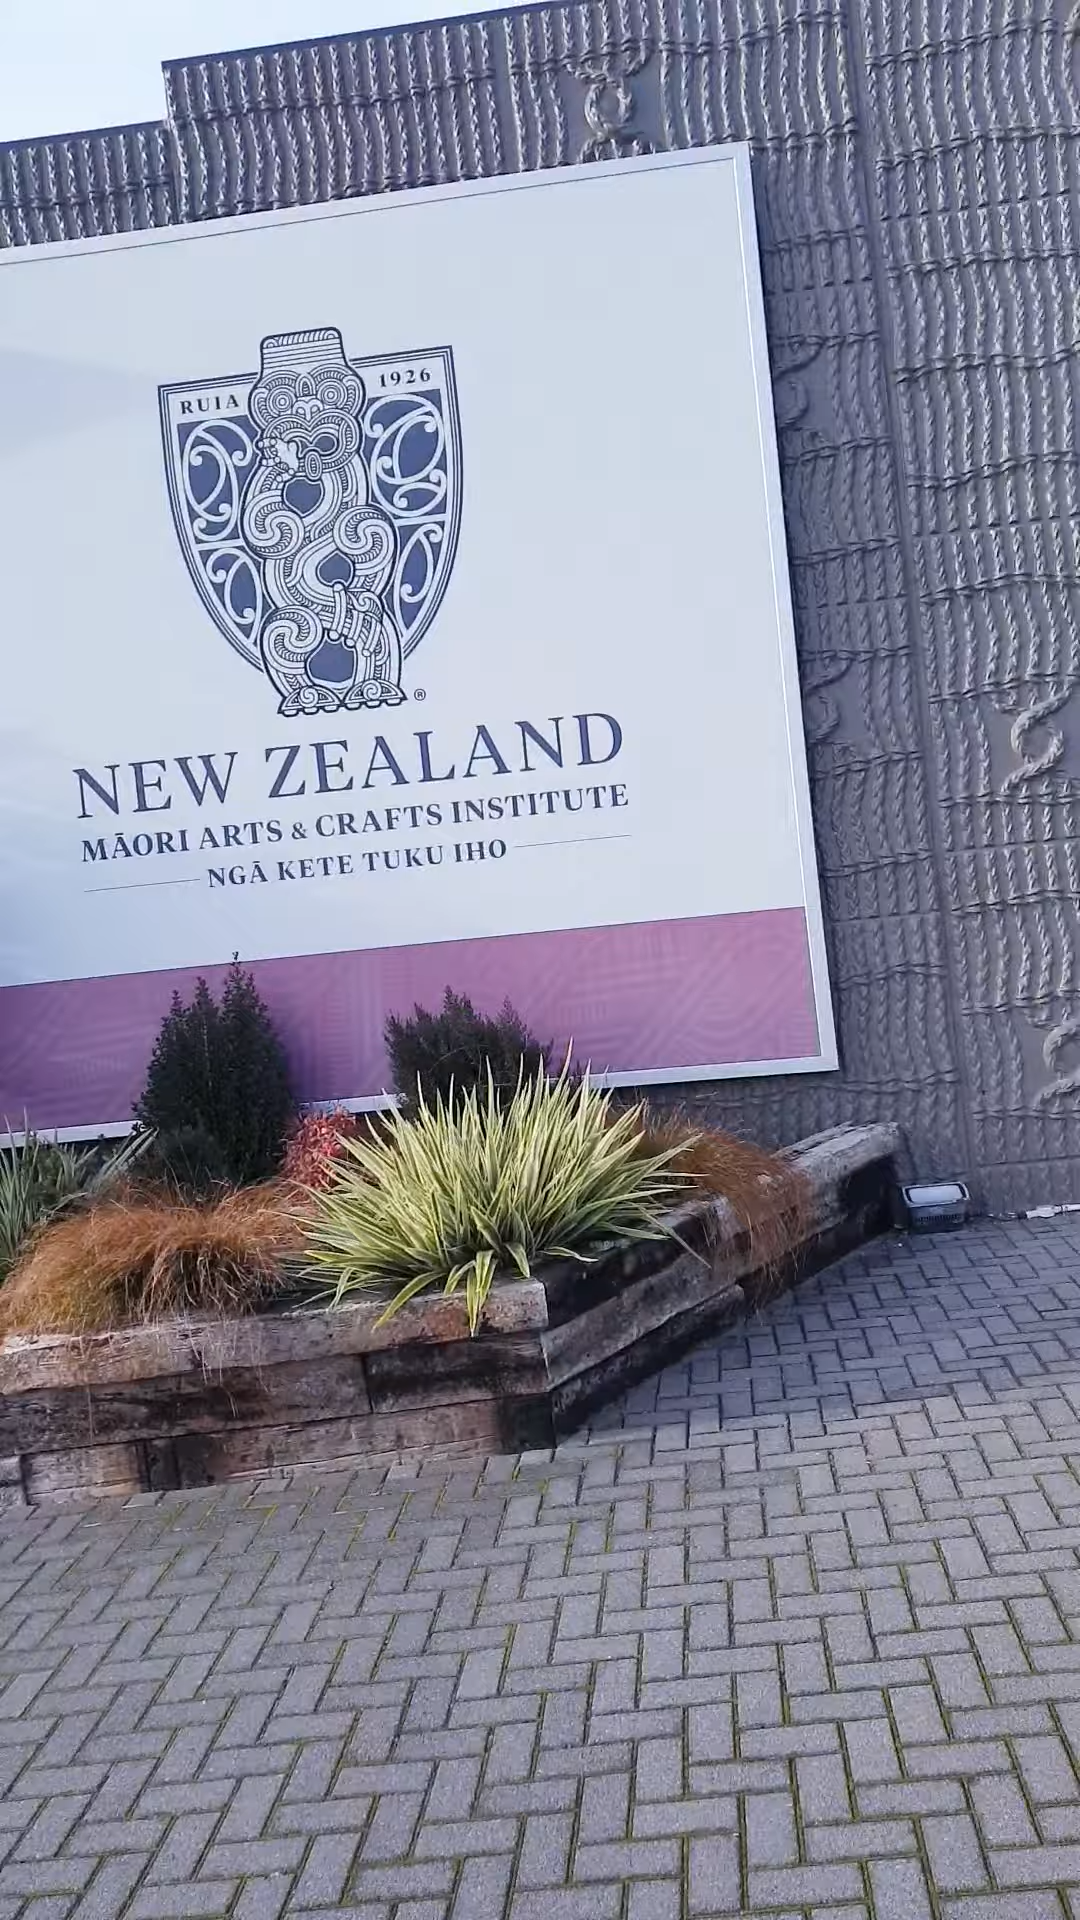 RUIA 1926
®
NEW ZEALAND
MĀORI ARTS & CRAFTS INSTITUTE
NGĀ KETE TUKU IHO